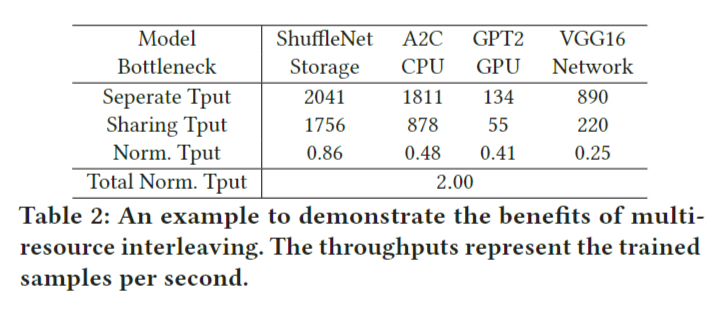 Model ShuffleNet A2C GPT2 VGG16
Bottleneck Storage CPU GPU Network
Seperate Tput 2041 1811 134 890
Sharing Tput 1756 878 55 220
Norm. Tput 0.86 0.48 0.41 0.25
Total Norm. Tput 2.00
Table 2: An example to demonstrate the benefits of multi-
resource interleaving. The throughputs represent the trained
samples per second.